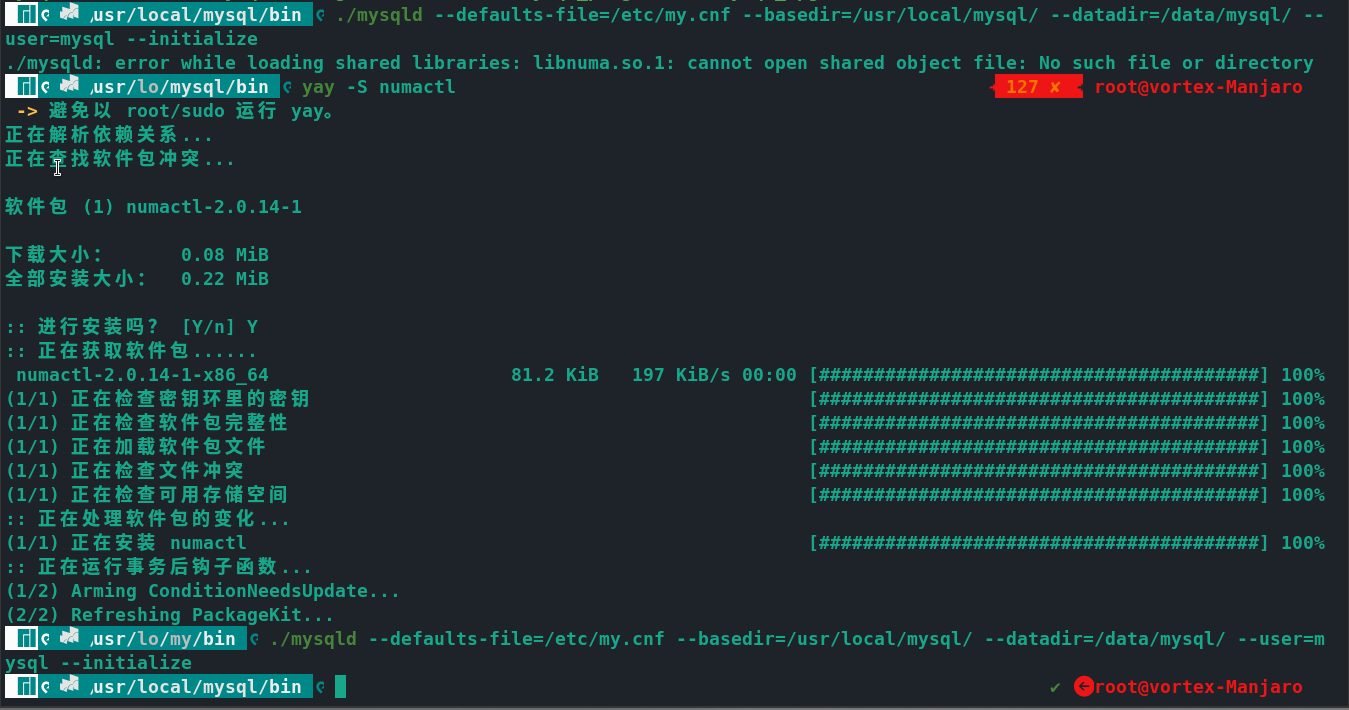 /usr/local/mysql/bin ./mysqld --defaults-file=/etc/my.cnf --basedir=/usr/local/mysql/ --datadir=/data/mysql/ --
user=mysql --initialize
./mysqld: error while loading shared libraries: libnuma.so.1: cannot open shared object file: No such file or directory
/usr/lo/mysql/bin yay -S numactl 127 ✘ root@vortex-Manjaro
-> 避免以 root/sudo 运行 yay。
正在解析依赖关系...
正在查找软件包冲突...
软件包 (1) numactl-2.0.14-1
下载大小： 0.08 MiB
全部安装大小： 0.22 MiB
:: 进行安装吗？ [Y/n] Y
:: 正在获取软件包......
numactl-2.0.14-1-x86_64 81.2 KiB 197 KiB/s 00:00 [########################################] 100%
(1/1) 正在检查密钥环里的密钥 [########################################] 100%
(1/1) 正在检查软件包完整性 [########################################] 100%
(1/1) 正在加载软件包文件 [########################################] 100%
(1/1) 正在检查文件冲突 [########################################] 100%
(1/1) 正在检查可用存储空间 [########################################] 100%
:: 正在处理软件包的变化...
(1/1) 正在安装 numactl [########################################] 100%
:: 正在运行事务后钩子函数...
(1/2) Arming ConditionNeedsUpdate...
(2/2) Refreshing PackageKit...
/usr/lo/my/bin ./mysqld --defaults-file=/etc/my.cnf --basedir=/usr/local/mysql/ --datadir=/data/mysql/ --user=m
ysql --initialize
/usr/local/mysql/bin ✔ root@vortex-Manjaro